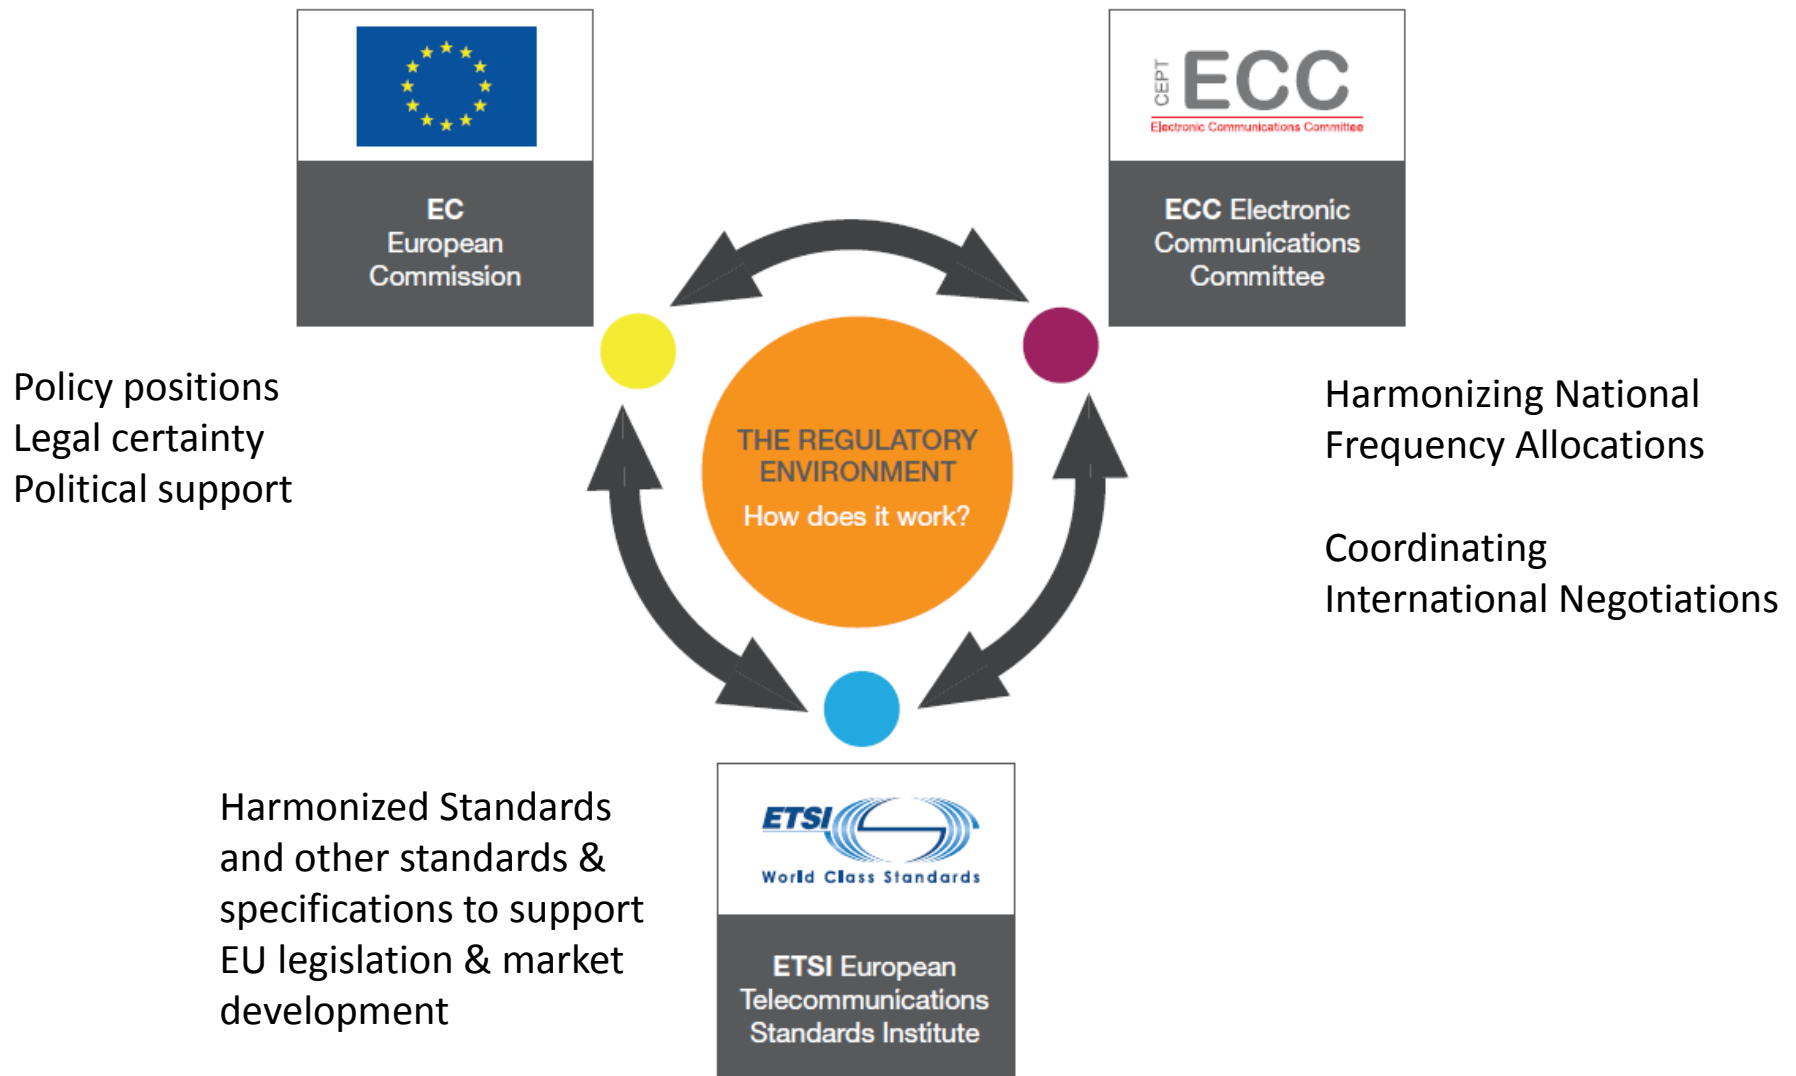 CEPT
ECC
Electronic Communications Committee
EC
European
Commission
ECC Electronic
Communications
Committee
Policy positions
Legal certainty
Political support
THE REGULATORY
ENVIRONMENT
How does it work?
Harmonizing National
Frequency Allocations
Coordinating
International Negotiations
Harmonized Standards
and other standards &
specifications to support
EU legislation & market
development
ETSI
World Class Standards
ETSI European
Telecommunications
Standards Institute